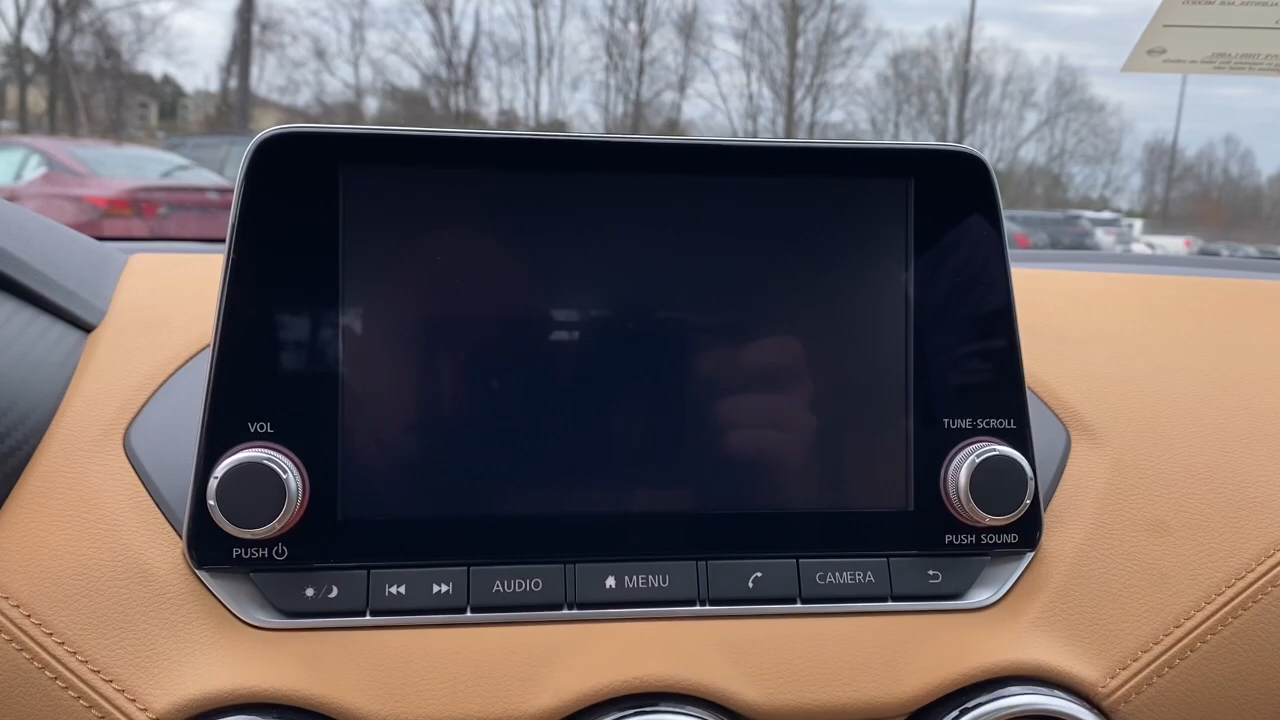 VOL
TUNE·SCROLL
PUSH
PUSH SOUND
AUDIO
MENU
CAMERA